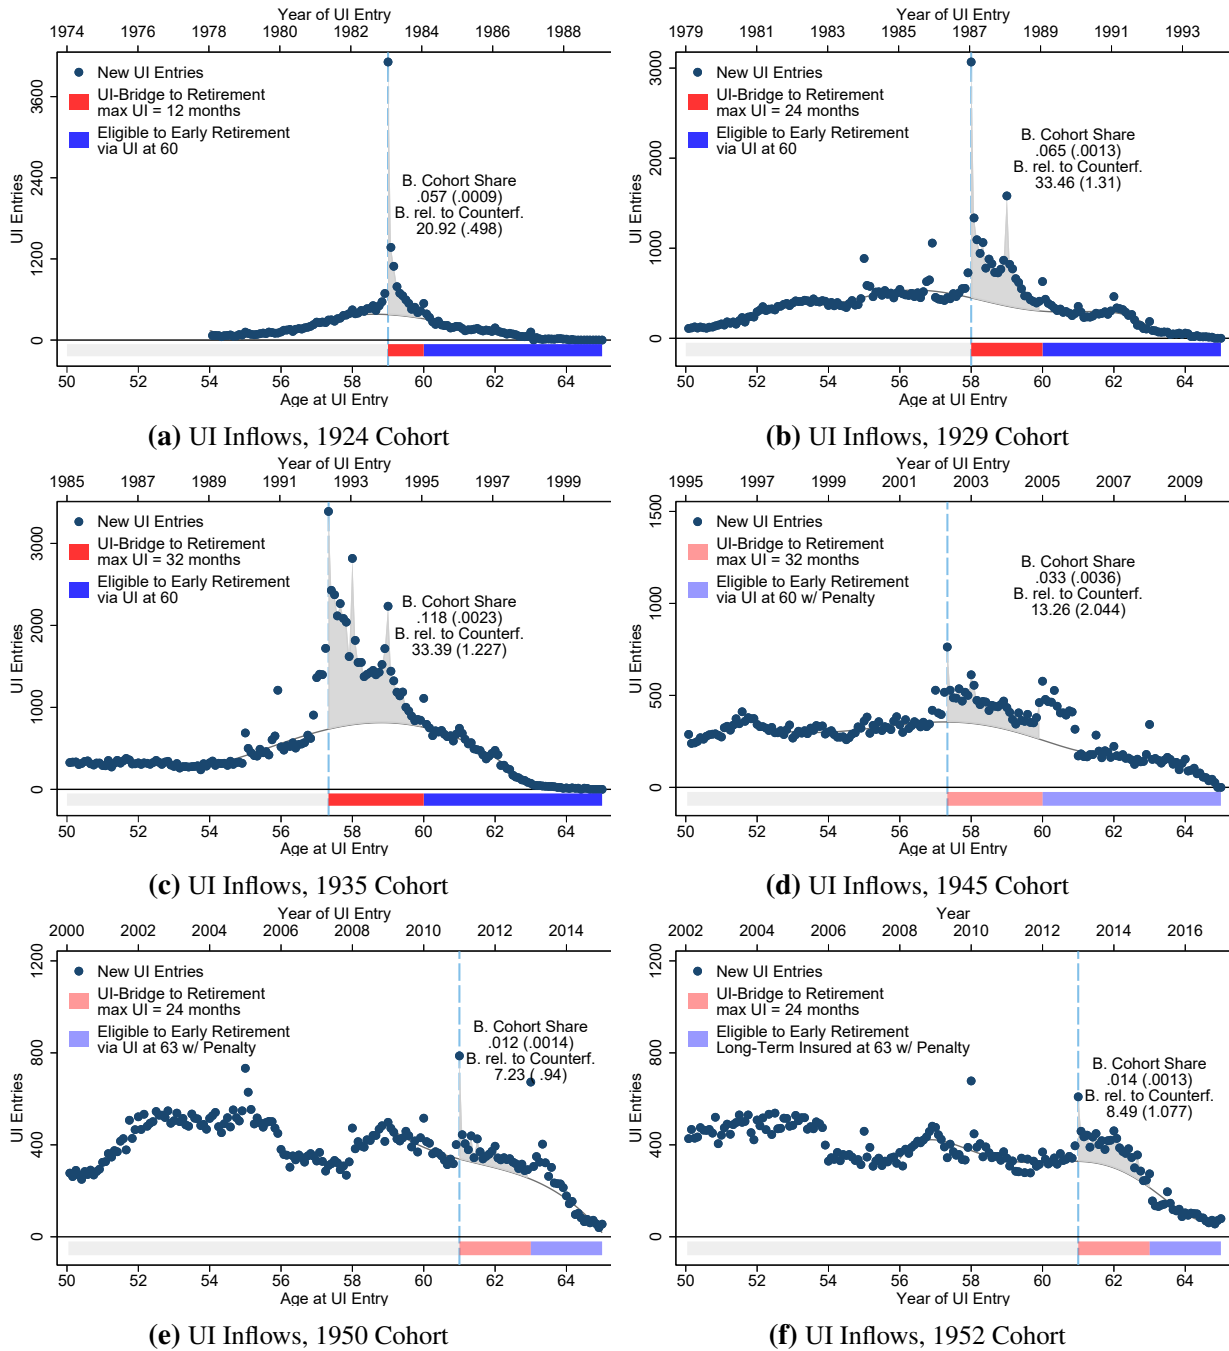 Year of UI Entry
1974 1976 1978 1980 1982 1984 1986 1988
New UI Entries
UI-Bridge to Retirement
max UI = 12 months
Eligible to Early Retirement
via UI at 60
B. Cohort Share
.057 (.0009)
B. rel. to Counterf.
20.92 (.498)
UI Entries
3600
2400
1200
0
50 52 54 56 58 60 62 64
Age at UI Entry
(a) UI Inflows, 1924 Cohort
Year of UI Entry
1979 1981 1983 1985 1987 1989 1991 1993
New UI Entries
UI-Bridge to Retirement
max UI = 24 months
Eligible to Early Retirement
via UI at 60
B. Cohort Share
.065 (.0013)
B. rel. to Counterf.
33.46 (1.31)
UI Entries
3000
2000
1000
0
50 52 54 56 58 60 62 64
Age at UI Entry
(b) UI Inflows, 1929 Cohort
Year of UI Entry
1985 1987 1989 1991 1993 1995 1997 1999
New UI Entries
UI-Bridge to Retirement
max UI = 32 months
Eligible to Early Retirement
via UI at 60
B. Cohort Share
.118 (.0023)
B. rel. to Counterf.
33.39 (1.227)
UI Entries
3000
2000
1000
0
50 52 54 56 58 60 62 64
Age at UI Entry
(c) UI Inflows, 1935 Cohort
Year of UI Entry
1995 1997 1999 2001 2003 2005 2007 2009
New UI Entries
UI-Bridge to Retirement
max UI = 32 months
Eligible to Early Retirement
via UI at 60 w/ Penalty
B. Cohort Share
.033 (.0036)
B. rel. to Counterf.
13.26 (2.044)
UI Entries
1500
1000
500
0
50 52 54 56 58 60 62 64
Age at UI Entry
(d) UI Inflows, 1945 Cohort
Year of UI Entry
2000 2002 2004 2006 2008 2010 2012 2014
New UI Entries
UI-Bridge to Retirement
max UI = 24 months
Eligible to Early Retirement
via UI at 63 w/ Penalty
B. Cohort Share
.012 (.0014)
B. rel. to Counterf.
7.23 ( .94)
UI Entries
1200
800
400
0
50 52 54 56 58 60 62 64
Age at UI Entry
(e) UI Inflows, 1950 Cohort
Year
2002 2004 2006 2008 2010 2012 2014 2016
New UI Entries
UI-Bridge to Retirement
max UI = 24 months
Eligible to Early Retirement
Long-Term Insured at 63 w/ Penalty
B. Cohort Share
.014 (.0013)
B. rel. to Counterf.
8.49 (1.077)
UI Entries
1200
800
400
0
50 52 54 56 58 60 62 64
Year of UI Entry
(f) UI Inflows, 1952 Cohort